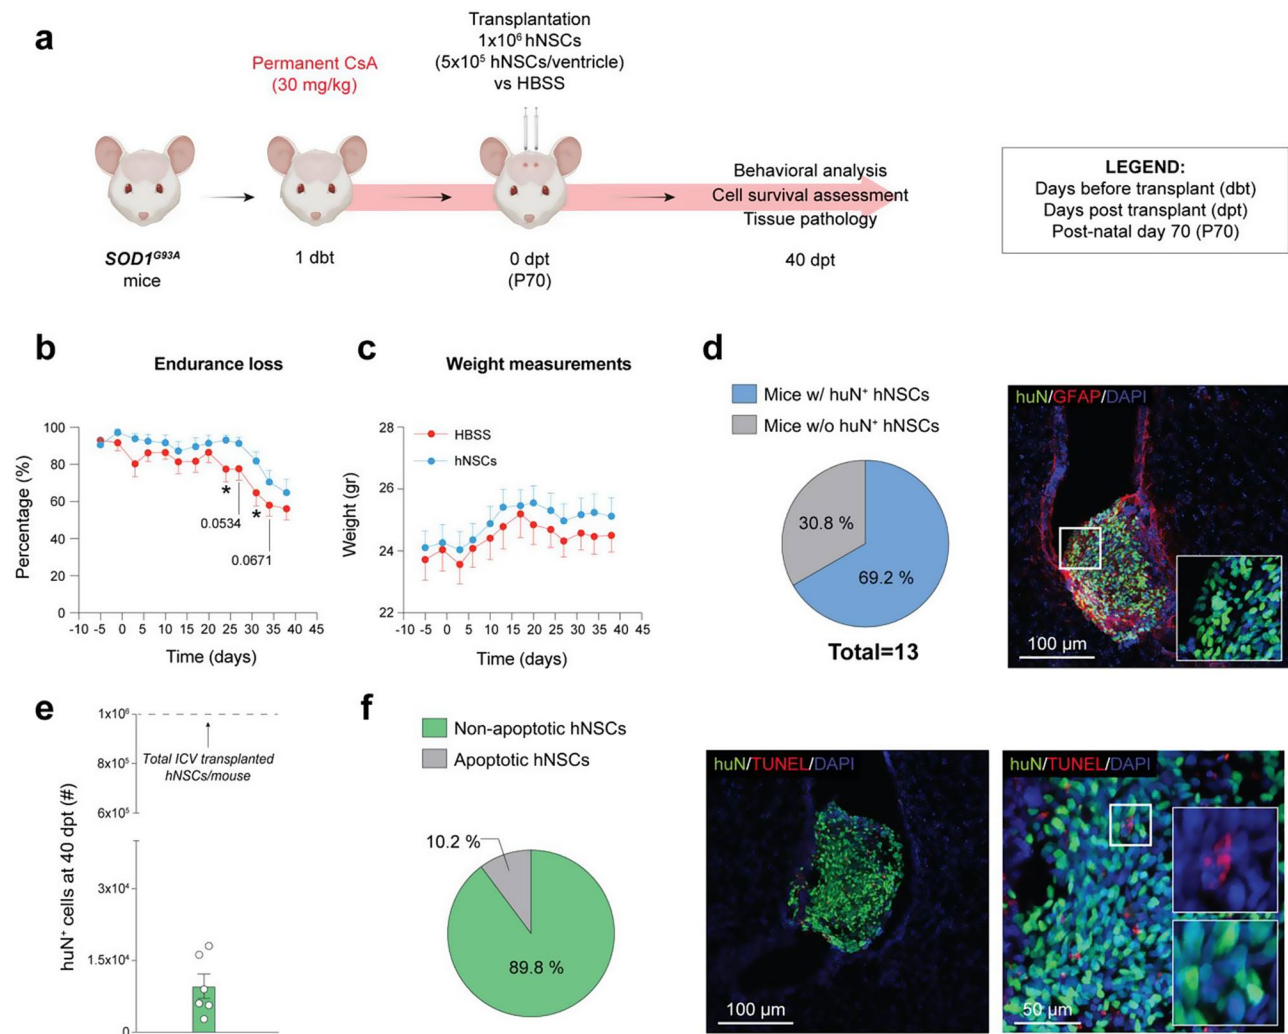 a
Transplantation
1x10⁶ hNSCs
(5x10⁵ hNSCs/ventricle)
vs HBSS
Permanent CsA
(30 mg/kg)
Behavioral analysis
Cell survival assessment
Tissue pathology
SOD1ᴳ⁹³ᴬ
mice
1 dbt
0 dpt
(P70)
40 dpt
LEGEND:
Days before transplant (dbt)
Days post transplant (dpt)
Post-natal day 70 (P70)
b
Endurance loss
Percentage (%)
100
80
60
40
20
0
*
0.0534
*
0.0671
-10 -5 0 5 10 15 20 25 30 35 40 45
Time (days)
c
Weight measurements
Weight (gr)
28
26
24
22
HBSS
hNSCs
-10 -5 0 5 10 15 20 25 30 35 40 45
Time (days)
d
Mice w/ huN⁺ hNSCs
Mice w/o huN⁺ hNSCs
30.8 %
69.2 %
Total=13
huN/GFAP/DAPI
100 µm
e
huN⁺ cells at 40 dpt (#)
1x10⁶
8x10⁵
6x10⁵
3x10⁴
1.5x10⁴
0
Total ICV transplanted
hNSCs/mouse
f
Non-apoptotic hNSCs
Apoptotic hNSCs
10.2 %
89.8 %
huN/TUNEL/DAPI
100 µm
huN/TUNEL/DAPI
50 µm